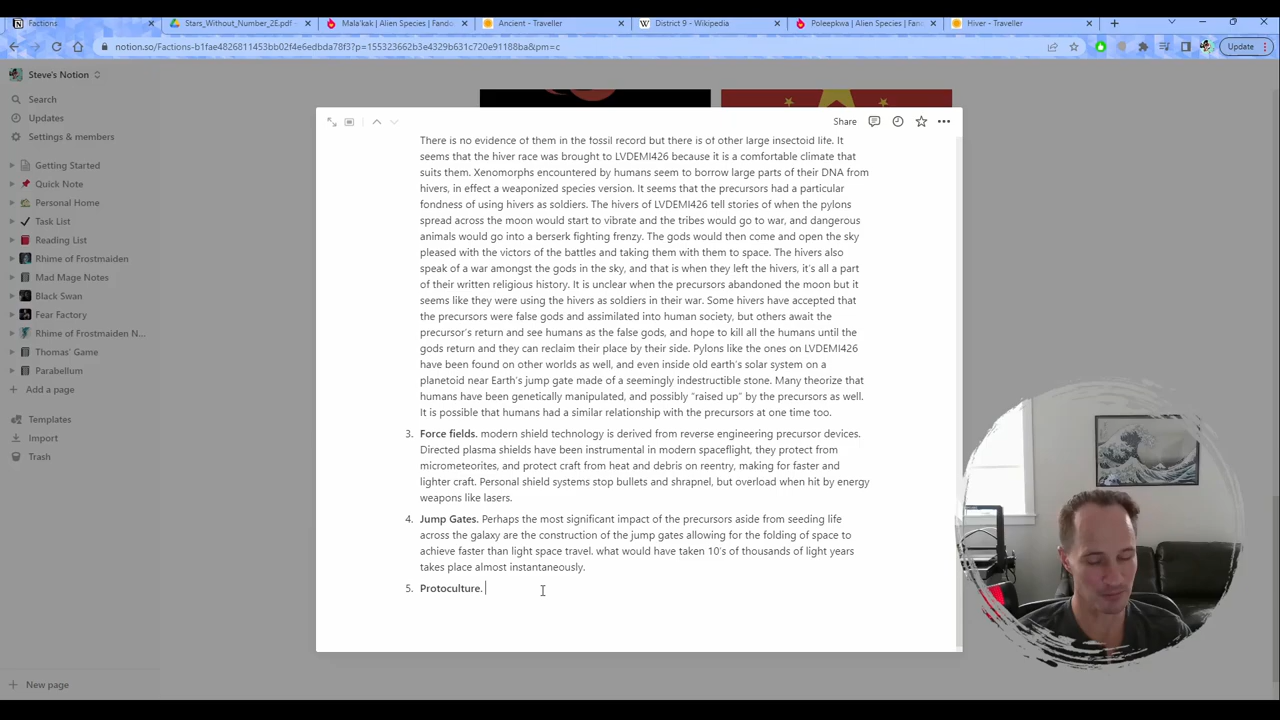 Factions
Stars_Without_Number_2E.pdf -
Mala'kak | Alien Species | Fand
Ancient - Traveller
District 9 - Wikipedia
Poleepkwa | Alien Species | Fan
Hiver - Traveller
notion.so/Factions-b1fae4826811453bb02f4e6edbda78f3?p=155323662b3e4329b631c720e91188ba&pm=c
Update
Steve's Notion
Search
Updates
Settings & members
Getting Started
Quick Note
Personal Home
Task List
Reading List
Rhime of Frostmaiden
Mad Mage Notes
Black Swan
Fear Factory
Rhime of Frostmaiden N...
Thomas' Game
Parabellum
Add a page
Templates
Import
Trash
New page
Share
There is no evidence of them in the fossil record but there is of other large insectoid life. It
seems that the hiver race was brought to LVDEMI426 because it is a comfortable climate that
suits them. Xenomorphs encountered by humans seem to borrow large parts of their DNA from
hivers, in effect a weaponized species version. It seems that the precursors had a particular
fondness of using hivers as soldiers. The hivers of LVDEMI426 tell stories of when the pylons
spread across the moon would start to vibrate and the tribes would go to war, and dangerous
animals would go into a berserk fighting frenzy. The gods would then come and open the sky
pleased with the victors of the battles and taking them with them to space. The hivers also
speak of a war amongst the gods in the sky, and that is when they left the hivers, it's all a part
of their written religious history. It is unclear when the precursors abandoned the moon but it
seems like they were using the hivers as soldiers in their war. Some hivers have accepted that
the precursors were false gods and assimilated into human society, but others await the
precursor's return and see humans as the false gods, and hope to kill all the humans until the
gods return and they can reclaim their place by their side. Pylons like the ones on LVDEMI426
have been found on other worlds as well, and even inside old earth's solar system on a
planetoid near Earth's jump gate made of a seemingly indestructible stone. Many theorize that
humans have been genetically manipulated, and possibly "raised up" by the precursors as well.
It is possible that humans had a similar relationship with the precursors at one time too.
3. Force fields. modern shield technology is derived from reverse engineering precursor devices.
Directed plasma shields have been instrumental in modern spaceflight, they protect from
micrometeorites, and protect craft from heat and debris on reentry, making for faster and
lighter craft. Personal shield systems stop bullets and shrapnel, but overload when hit by energy
weapons like lasers.
4. Jump Gates. Perhaps the most significant impact of the precursors aside from seeding life
across the galaxy are the construction of the jump gates allowing for the folding of space to
achieve faster than light space travel. what would have taken 10's of thousands of light years
takes place almost instantaneously.
5. Protoculture.